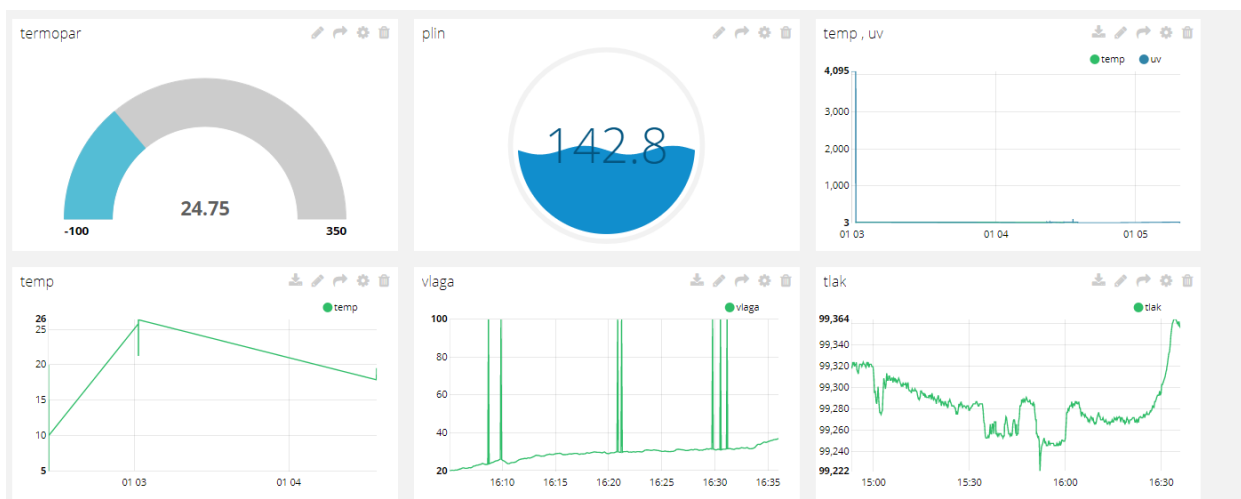 termopar
24.75
-100 350
plin
142.8
temp , uv
temp uv
4,095
3,000
2,000
1,000
3
01 03 01 04 01 05
temp
temp
26
25
20
15
10
5
01 03 01 04
vlaga
vlaga
100
80
60
40
20
16:10 16:15 16:20 16:25 16:30 16:35
tlak
tlak
99,364
99,340
99,320
99,300
99,280
99,260
99,240
99,222
15:00 15:30 16:00 16:30